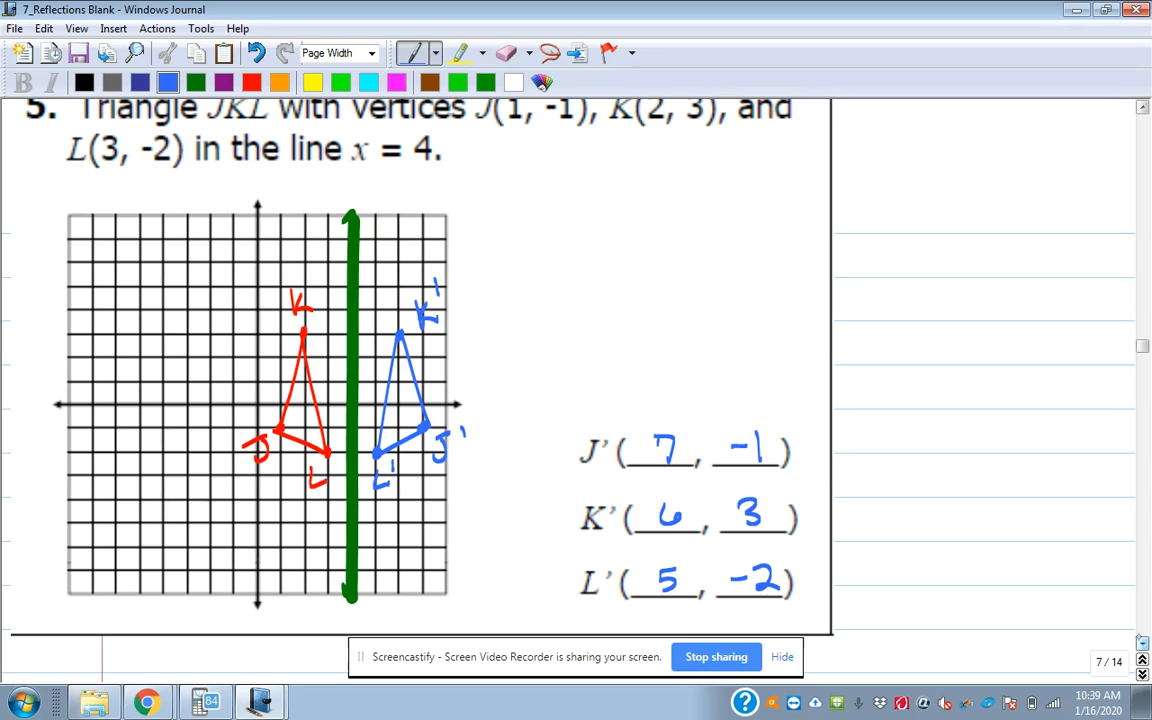 7_Reflections Blank - Windows Journal
File Edit View Insert Actions Tools Help
Page Width
B I
5. Triangle JKL with vertices J(1, -1), K(2, 3), and
L(3, -2) in the line x = 4.
K K'
J L L' J'
J’ ( 7 , -1 )
K’ ( 6 , 3 )
L’ ( 5 , -2 )
Screencastify - Screen Video Recorder is sharing your screen. Stop sharing Hide
7 / 14
84
10:39 AM
1/16/2020